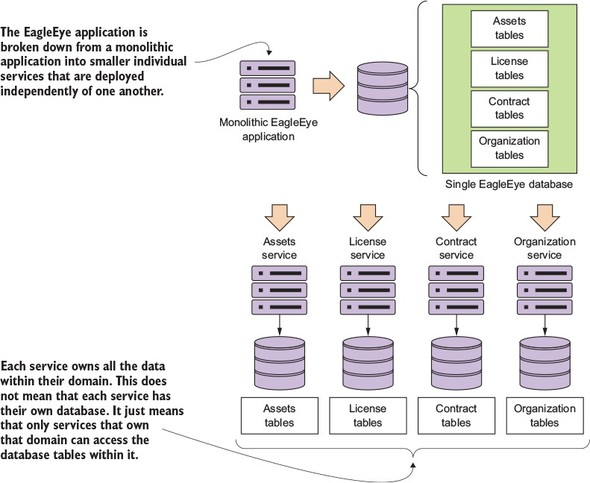 The EagleEye application is
broken down from a monolithic
application into smaller individual
services that are deployed
independently of one another.
Monolithic EagleEye
application
Assets
tables
License
tables
Contract
tables
Organization
tables
Single EagleEye database
Assets
service
License
service
Contract
service
Organization
service
Each service owns all the data
within their domain. This does
not mean that each service has
their own database. It just means
that only services that own
that domain can access the
database tables within it.
Assets
tables
License
tables
Contract
tables
Organization
tables